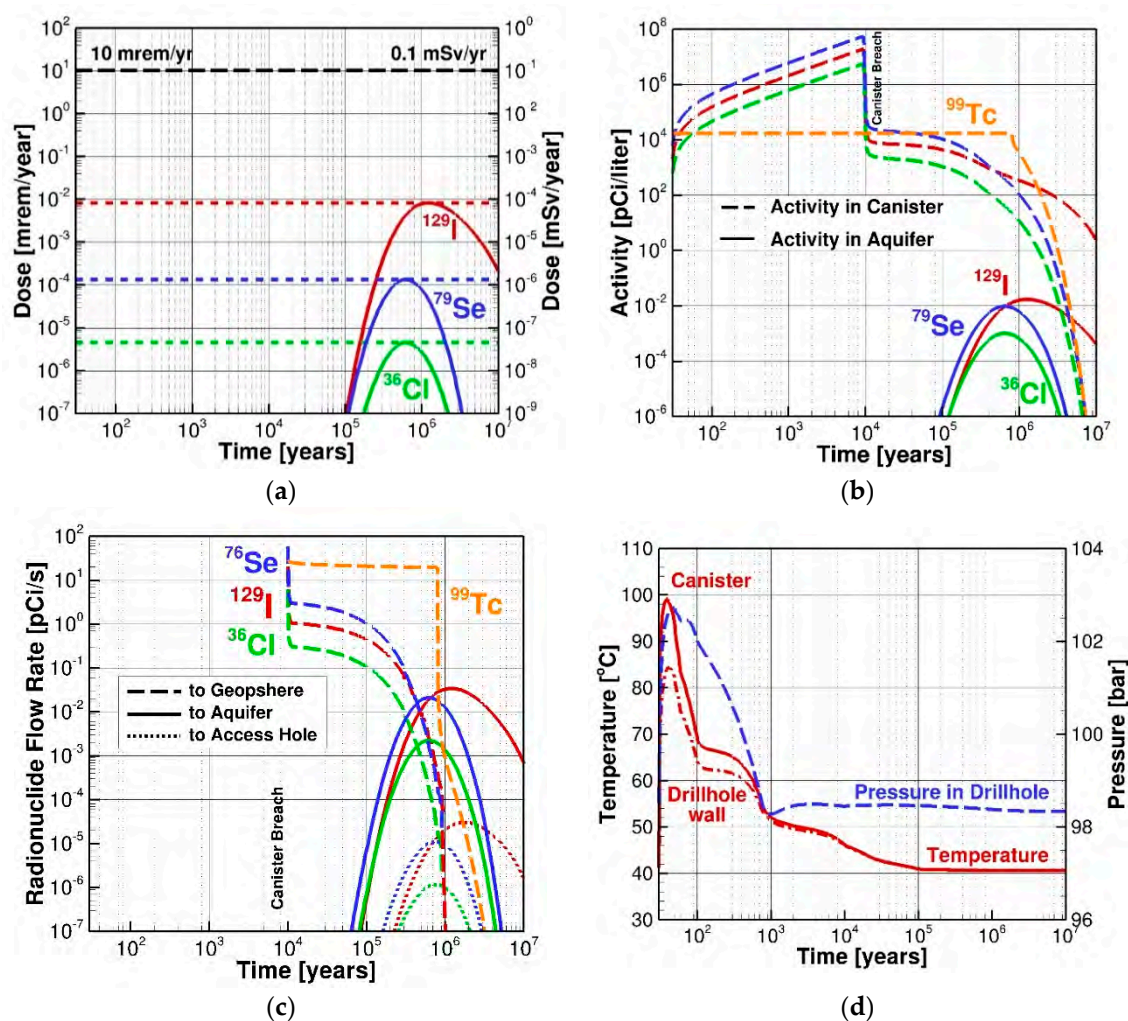 10² 10¹ 10⁰ 10⁻¹ 10⁻² 10⁻³ 10⁻⁴ 10⁻⁵ 10⁻⁶ 10⁻⁷
Dose [mrem/year]
10 mrem/yr 0.1 mSv/yr
¹²⁹I
⁷⁹Se
³⁶Cl
10⁰ 10⁻¹ 10⁻² 10⁻³ 10⁻⁴ 10⁻⁵ 10⁻⁶ 10⁻⁷ 10⁻⁸ 10⁻⁹
Dose [mSv/year]
10² 10³ 10⁴ 10⁵ 10⁶ 10⁷
Time [years]
(a)
10⁸ 10⁶ 10⁴ 10² 10⁰ 10⁻² 10⁻⁴ 10⁻⁶
Activity [pCi/liter]
Canister Breach
⁹⁹Tc
Activity in Canister
Activity in Aquifer
¹²⁹I
⁷⁹Se
³⁶Cl
10² 10³ 10⁴ 10⁵ 10⁶ 10⁷
Time [years]
(b)
10² 10¹ 10⁰ 10⁻¹ 10⁻² 10⁻³ 10⁻⁴ 10⁻⁵ 10⁻⁶ 10⁻⁷
Radionuclide Flow Rate [pCi/s]
⁷⁶Se
¹²⁹I
⁹⁹Tc
³⁶Cl
to Geopshere
to Aquifer
to Access Hole
Canister Breach
10² 10³ 10⁴ 10⁵ 10⁶ 10⁷
Time [years]
(c)
110 100 90 80 70 60 50 40 30
Temperature [°C]
Canister
Drillhole
wall
Pressure in Drillhole
Temperature
104 102 100 98 96
Pressure [bar]
10² 10³ 10⁴ 10⁵ 10⁶ 10⁷
Time [years]
(d)